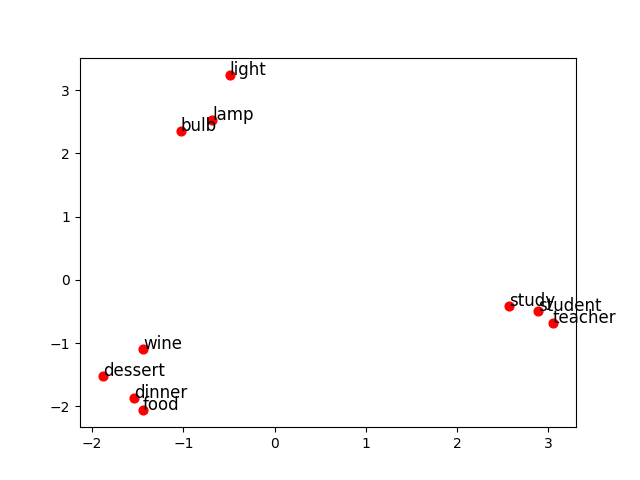 light
lamp
bulb
study
student
teacher
wine
dessert
dinner
food
3
2
1
0
−1
−2
−2
−1
0
1
2
3